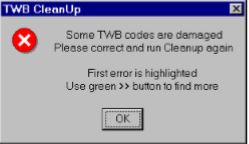 TWB CleanUp
Some TWB codes are damaged
Please correct and run Cleanup again
First error is highlighted
Use green >> button to find more
OK